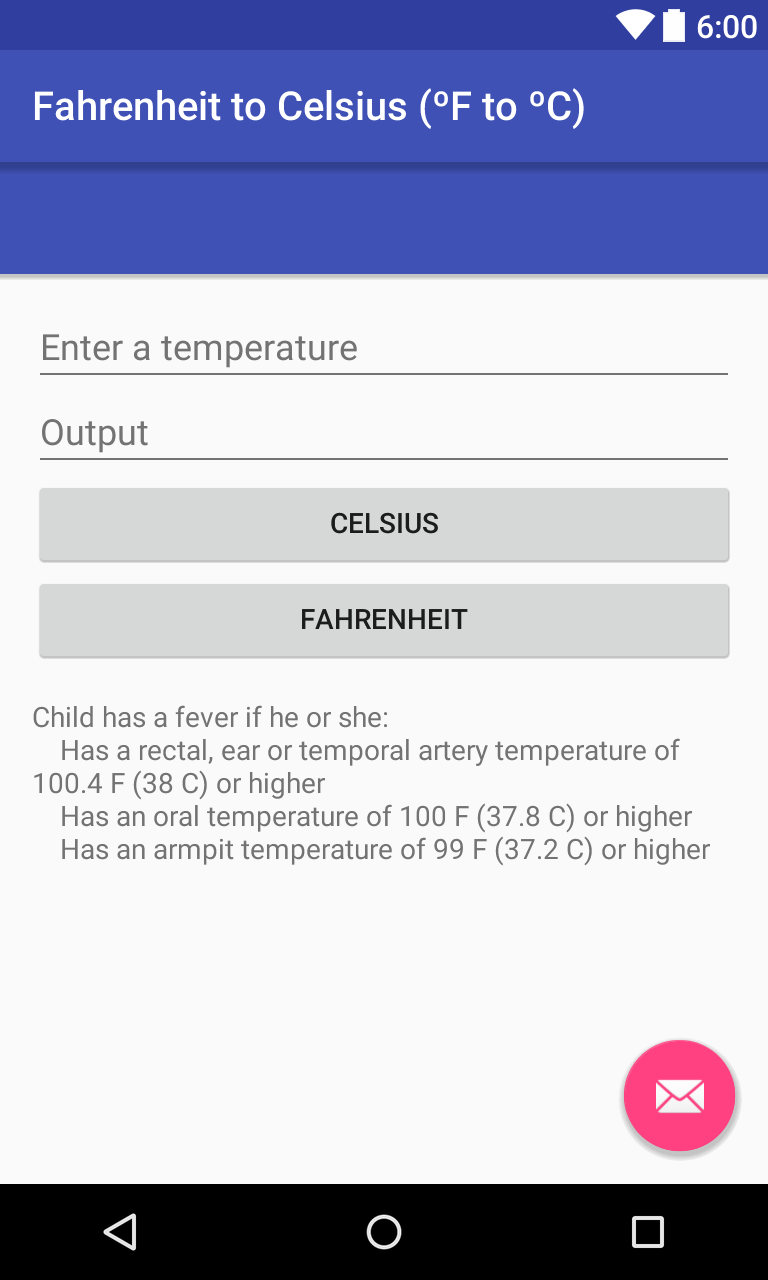 6:00
Fahrenheit to Celsius (ºF to ºC)
Enter a temperature
Output
CELSIUS
FAHRENHEIT
Child has a fever if he or she:
Has a rectal, ear or temporal artery temperature of
100.4 F (38 C) or higher
Has an oral temperature of 100 F (37.8 C) or higher
Has an armpit temperature of 99 F (37.2 C) or higher